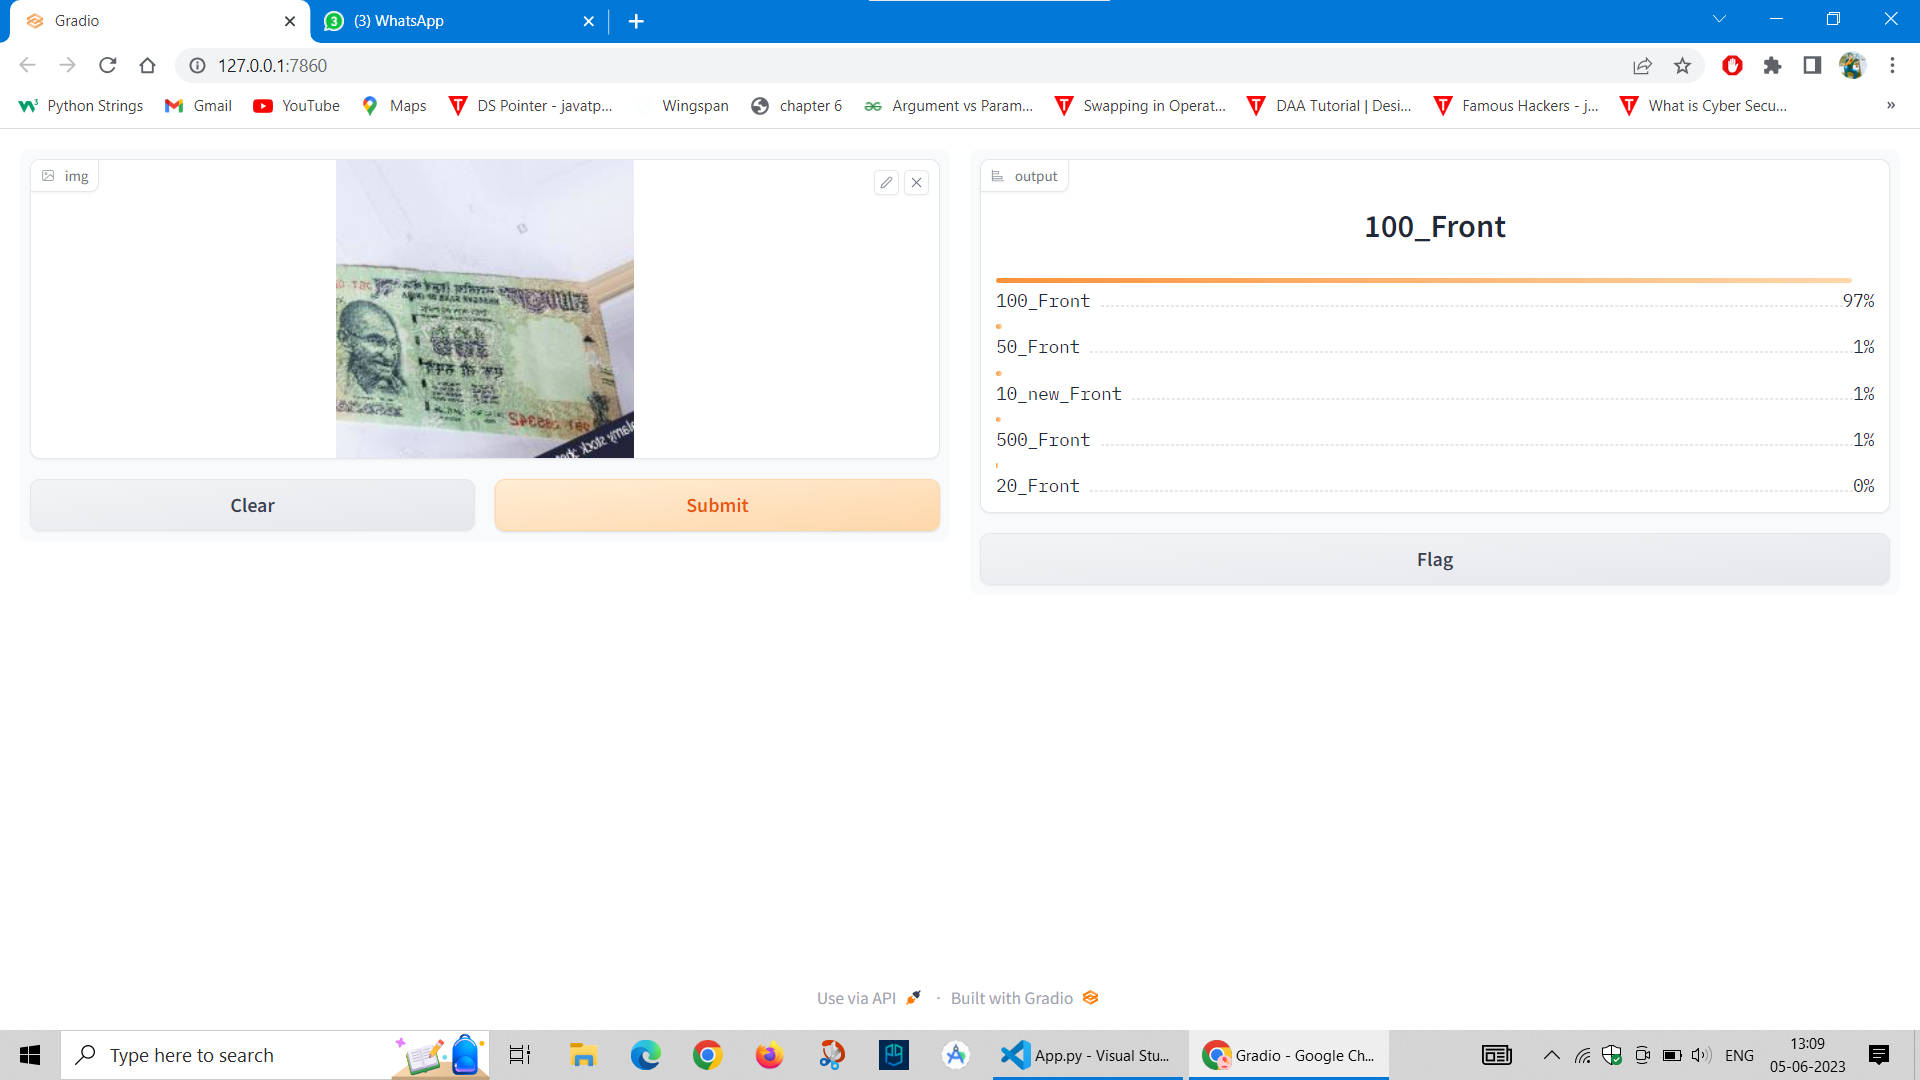 Gradio
(3) WhatsApp
127.0.0.1:7860
Python Strings
Gmail
YouTube
Maps
DS Pointer - javatp...
Wingspan
chapter 6
Argument vs Param...
Swapping in Operat...
DAA Tutorial | Desi...
Famous Hackers - j...
What is Cyber Secu...
»
img
output
100_Front
100_Front 97%
50_Front 1%
10_new_Front 1%
500_Front 1%
20_Front 0%
Clear
Submit
Flag
Use via API · Built with Gradio
Type here to search
App.py - Visual Stu...
Gradio - Google Ch...
ENG
13:09
05-06-2023